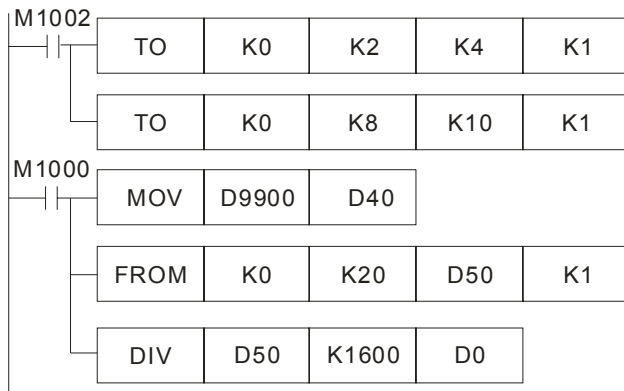 M1002
TO K0 K2 K4 K1
TO K0 K8 K10 K1
M1000
MOV D9900 D40
FROM K0 K20 D50 K1
DIV D50 K1600 D0